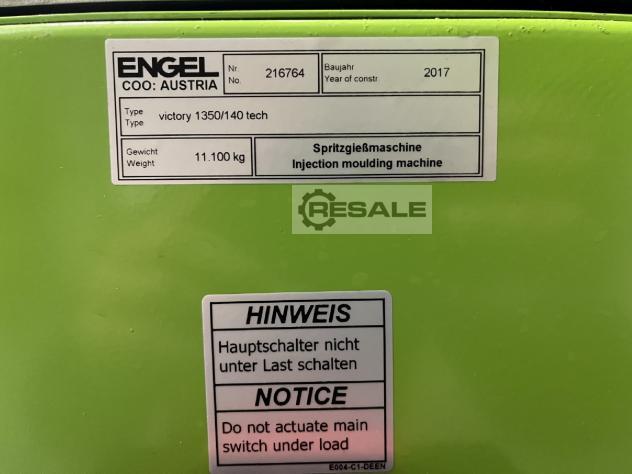 ENGEL
COO: AUSTRIA
Nr.
No.
216764
Baujahr
Year of constr.
2017
Type
Type
victory 1350/140 tech
Gewicht
Weight
11.100 kg
Spritzgießmaschine
Injection moulding machine
RESALE
HINWEIS
Hauptschalter nicht
unter Last schalten
NOTICE
Do not actuate main
switch under load
E004-C1-DEEN